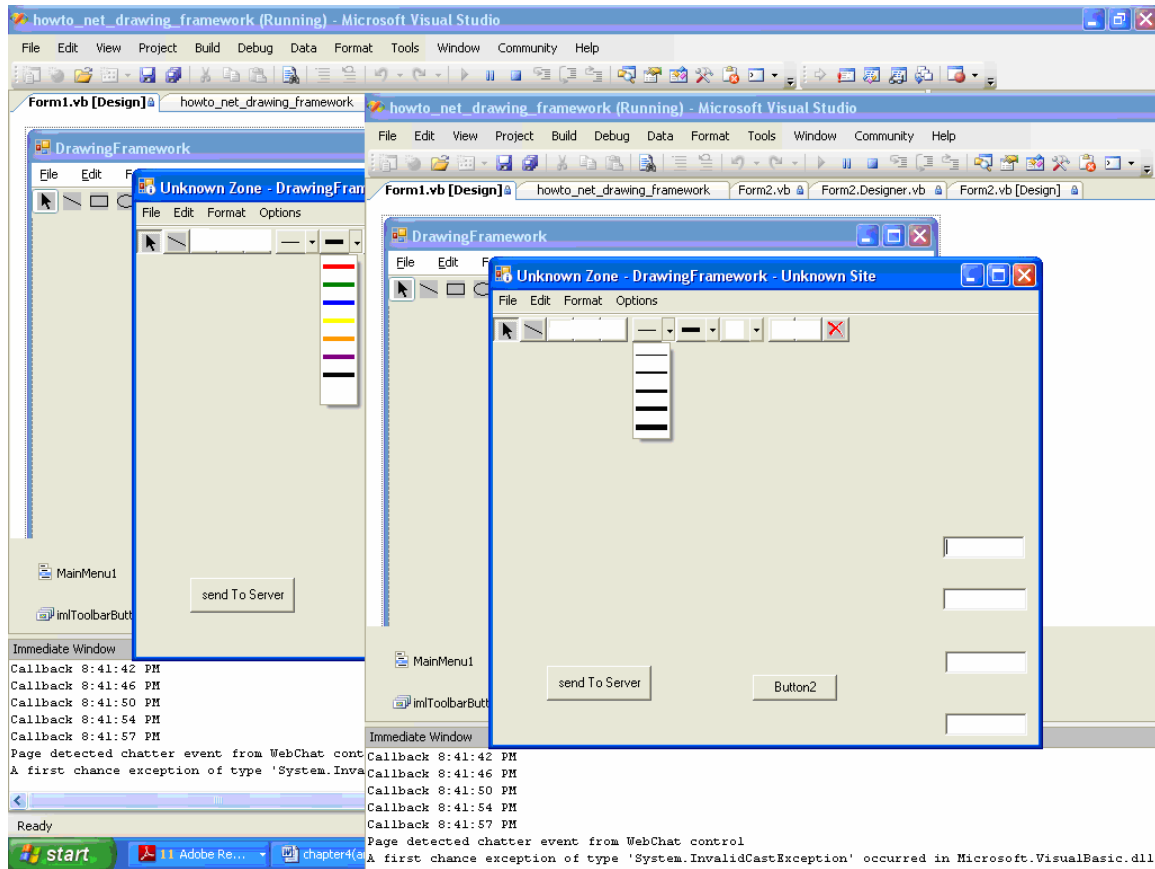 howto_net_drawing_framework (Running) - Microsoft Visual Studio
File Edit View Project Build Debug Data Format Tools Window Community Help
Form1.vb [Design] howto_net_drawing_framework
DrawingFramework
File Edit F
Unknown Zone - DrawingFram
File Edit Format Options
send To Server
MainMenu1
imlToolbarButt
Immediate Window
Callback 8:41:42 PM
Callback 8:41:46 PM
Callback 8:41:50 PM
Callback 8:41:54 PM
Callback 8:41:57 PM
Page detected chatter event from WebChat cont
A first chance exception of type 'System.Inva
Ready
start 11 Adobe Re... chapter4(a
howto_net_drawing_framework (Running) - Microsoft Visual Studio
File Edit View Project Build Debug Data Format Tools Window Community Help
Form1.vb [Design] howto_net_drawing_framework Form2.vb Form2.Designer.vb Form2.vb [Design]
DrawingFramework
File Edit F
Unknown Zone - DrawingFramework - Unknown Site
File Edit Format Options
send To Server Button2
MainMenu1
imlToolbarButt
Immediate Window
Callback 8:41:42 PM
Callback 8:41:46 PM
Callback 8:41:50 PM
Callback 8:41:54 PM
Callback 8:41:57 PM
Page detected chatter event from WebChat control
A first chance exception of type 'System.InvalidCastException' occurred in Microsoft.VisualBasic.dll